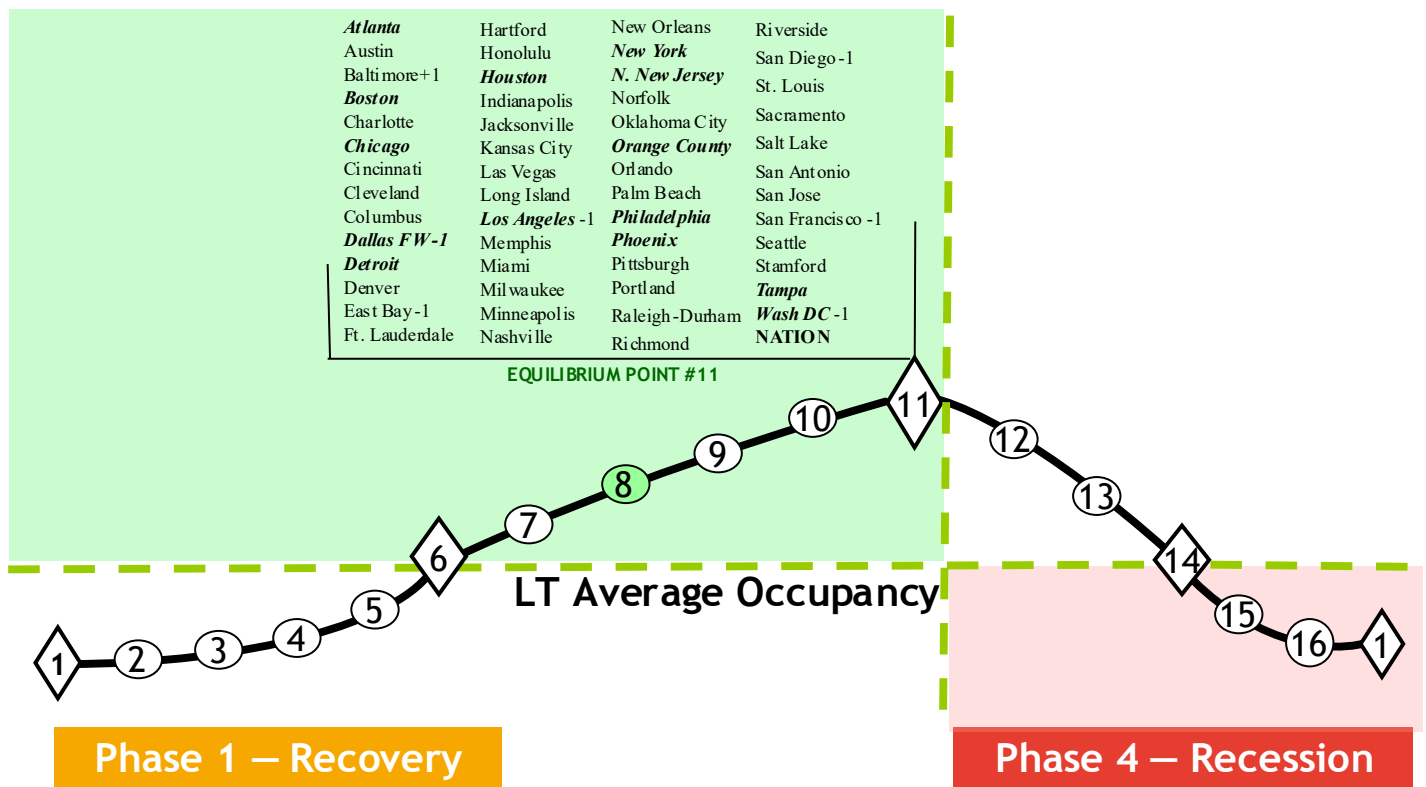 Atlanta
Austin
Baltimore+1
Boston
Charlotte
Chicago
Cincinnati
Cleveland
Columbus
Dallas FW-1
Detroit
Denver
East Bay-1
Ft. Lauderdale
Hartford
Honolulu
Houston
Indianapolis
Jacksonville
Kansas City
Las Vegas
Long Island
Los Angeles -1
Memphis
Miami
Milwaukee
Minneapolis
Nashville
New Orleans
New York
N. New Jersey
Norfolk
Oklahoma City
Orange County
Orlando
Palm Beach
Philadelphia
Phoenix
Pittsburgh
Portland
Raleigh-Durham
Richmond
Riverside
San Diego-1
St. Louis
Sacramento
Salt Lake
San Antonio
San Jose
San Francisco -1
Seattle
Stamford
Tampa
Wash DC -1
NATION
EQUILIBRIUM POINT #11
1
2
3
4
5
6
7
8
9
10
11
12
13
14
15
16
1
LT Average Occupancy
Phase 1 – Recovery
Phase 4 – Recession